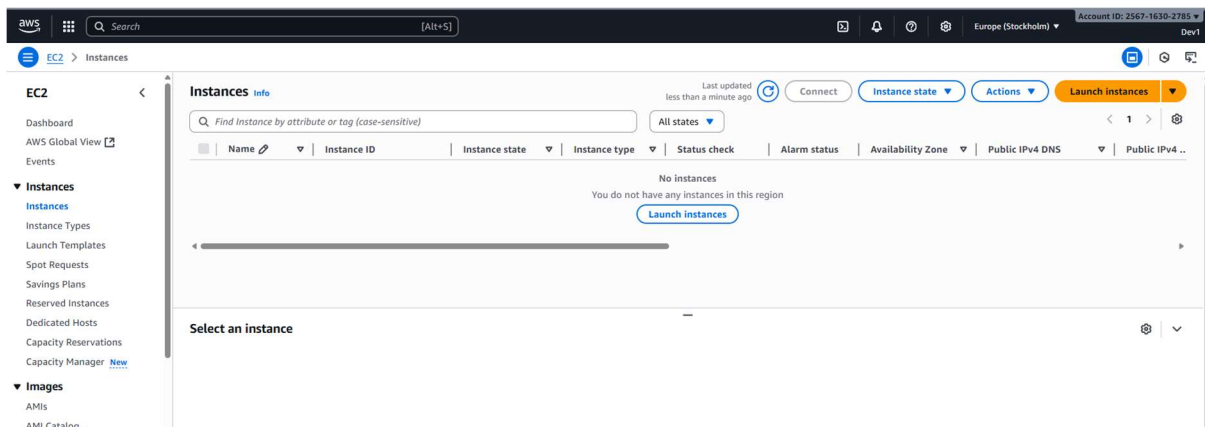 aws
Search [Alt+S]
Europe (Stockholm)
Account ID: 2567-1630-2785
Dev1
EC2 > Instances
EC2
Dashboard
AWS Global View
Events
Instances
Instances
Instance Types
Launch Templates
Spot Requests
Savings Plans
Reserved Instances
Dedicated Hosts
Capacity Reservations
Capacity Manager New
Images
AMIs
AMI Catalog
Instances Info
Last updated
less than a minute ago
Connect
Instance state
Actions
Launch instances
Find Instance by attribute or tag (case-sensitive)
All states
1
Name Instance ID Instance state Instance type Status check Alarm status Availability Zone Public IPv4 DNS Public IPv4 ..
No instances
You do not have any instances in this region
Launch instances
Select an instance